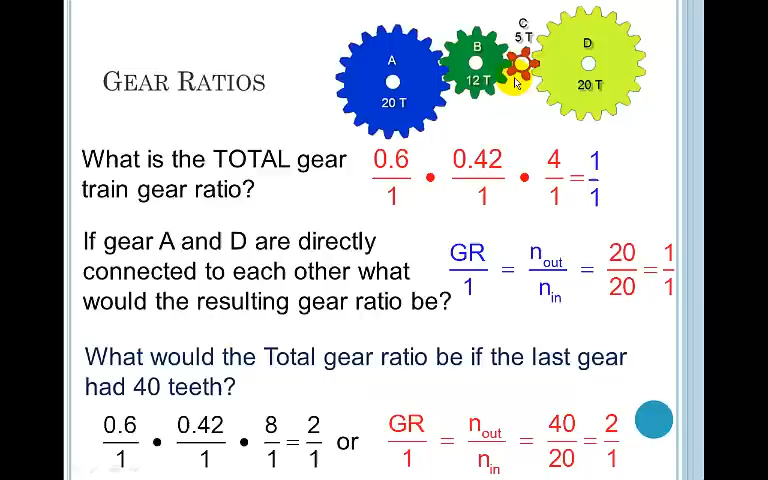 C
5 T
B
D
A
GEAR RATIOS
12 T
20 T
20 T
What is the TOTAL gear train gear ratio?
0.6/1 • 0.42/1 • 4/1 = 1/1
If gear A and D are directly
connected to each other what
would the resulting gear ratio be?
GR/1 = n_out/n_in = 20/20 = 1/1
What would the Total gear ratio be if the last gear
had 40 teeth?
0.6/1 • 0.42/1 • 8/1 = 2/1 or GR/1 = n_out/n_in = 40/20 = 2/1